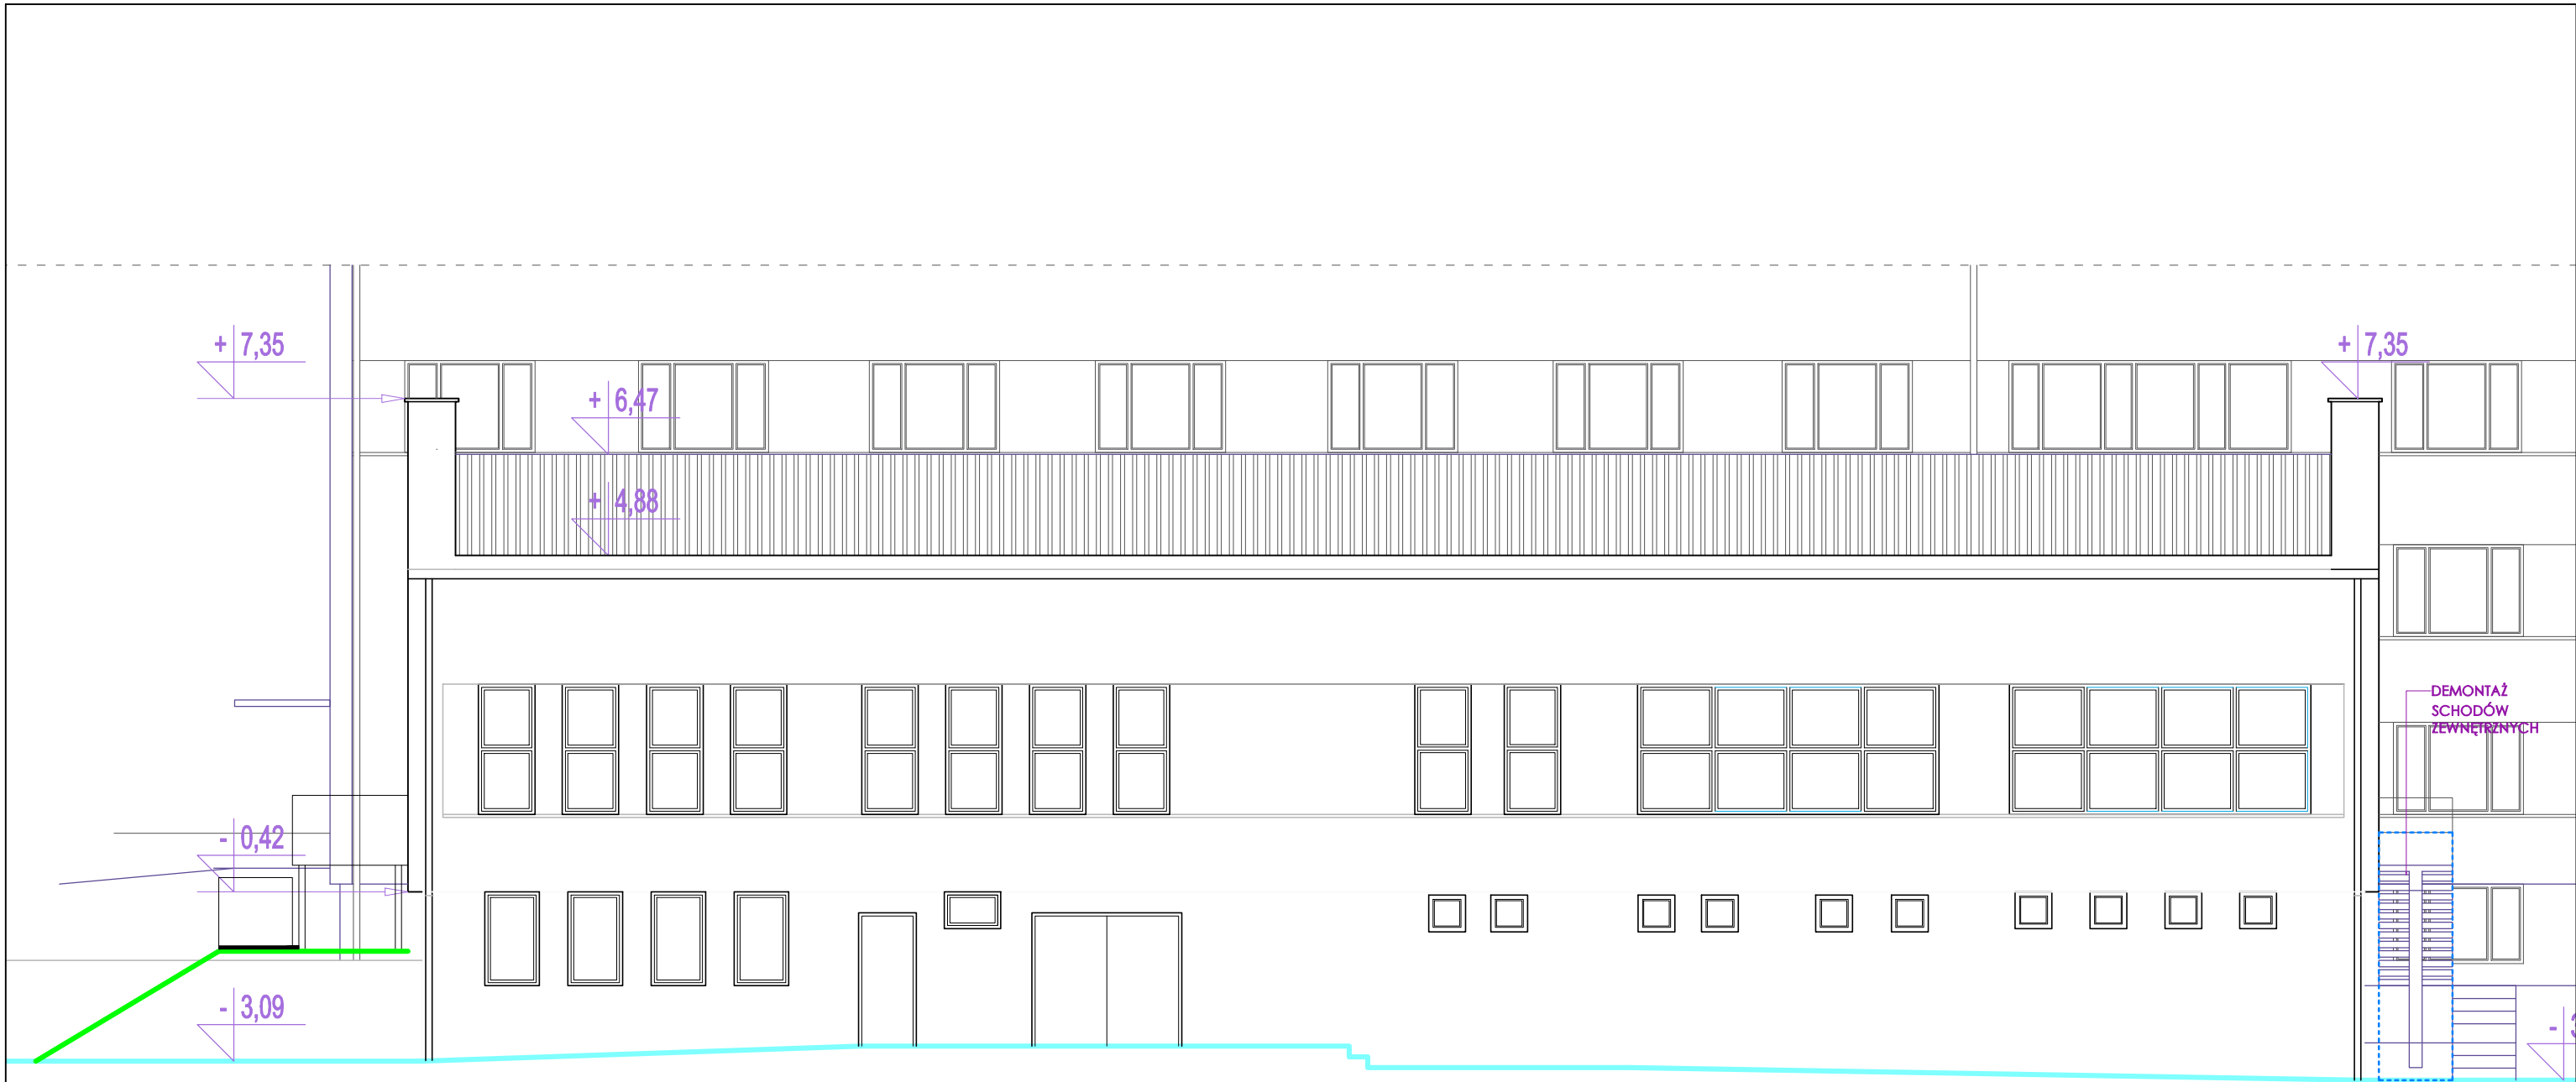 + 7,35
+ 7,35
+ 6,47
+ 4,88
DEMONTAŻ
SCHODÓW
ZEWNĘTRZNYCH
- 0,42
- 3,09